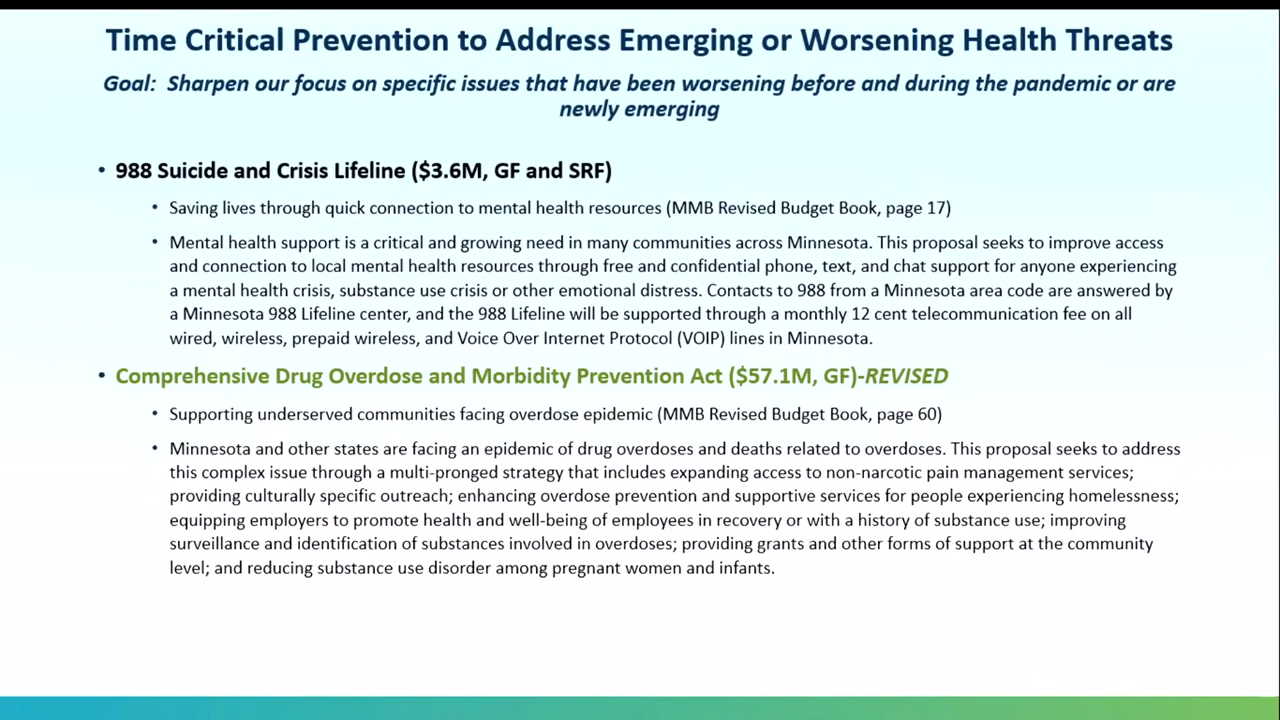 Time Critical Prevention to Address Emerging or Worsening Health Threats
Goal:  Sharpen our focus on specific issues that have been worsening before and during the pandemic or are
newly emerging
• 988 Suicide and Crisis Lifeline ($3.6M, GF and SRF)
• Saving lives through quick connection to mental health resources (MMB Revised Budget Book, page 17)
• Mental health support is a critical and growing need in many communities across Minnesota. This proposal seeks to improve access
and connection to local mental health resources through free and confidential phone, text, and chat support for anyone experiencing
a mental health crisis, substance use crisis or other emotional distress. Contacts to 988 from a Minnesota area code are answered by
a Minnesota 988 Lifeline center, and the 988 Lifeline will be supported through a monthly 12 cent telecommunication fee on all
wired, wireless, prepaid wireless, and Voice Over Internet Protocol (VOIP) lines in Minnesota.
• Comprehensive Drug Overdose and Morbidity Prevention Act ($57.1M, GF)-REVISED
• Supporting underserved communities facing overdose epidemic (MMB Revised Budget Book, page 60)
• Minnesota and other states are facing an epidemic of drug overdoses and deaths related to overdoses. This proposal seeks to address
this complex issue through a multi-pronged strategy that includes expanding access to non-narcotic pain management services;
providing culturally specific outreach; enhancing overdose prevention and supportive services for people experiencing homelessness;
equipping employers to promote health and well-being of employees in recovery or with a history of substance use; improving
surveillance and identification of substances involved in overdoses; providing grants and other forms of support at the community
level; and reducing substance use disorder among pregnant women and infants.